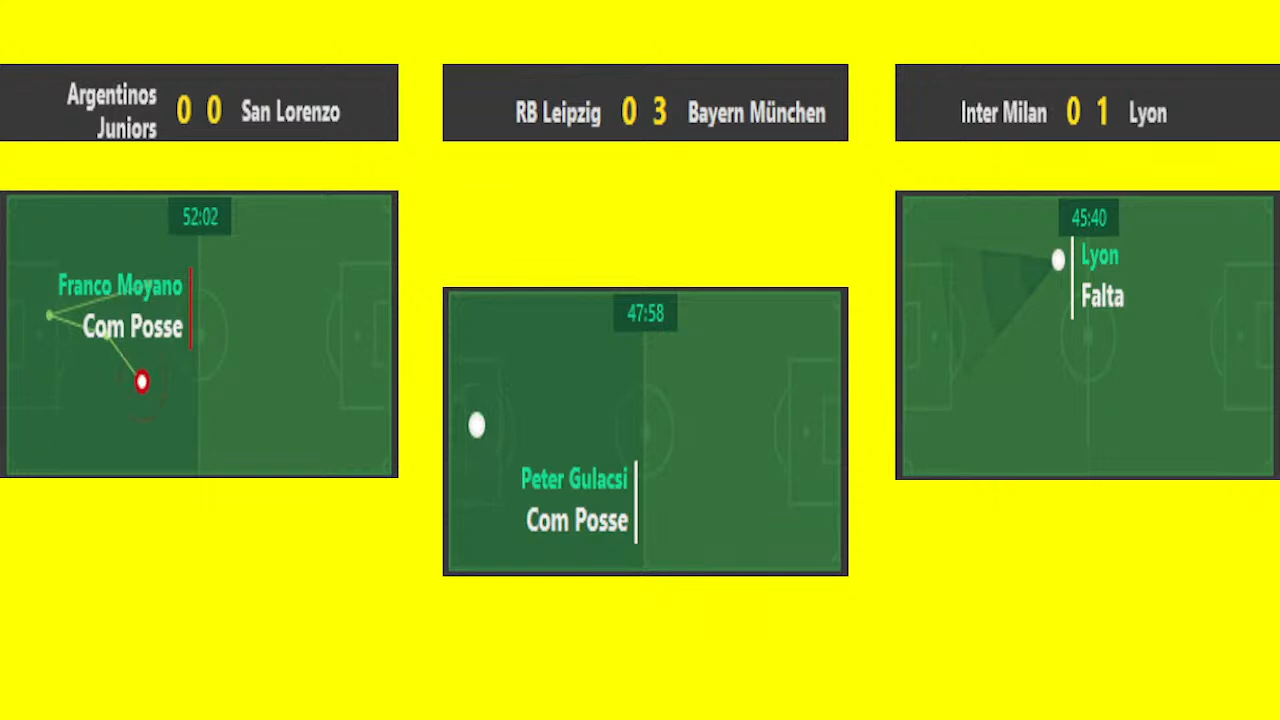 Argentinos
Juniors
0 0
San Lorenzo
RB Leipzig 0 3 Bayern München
Inter Milan 0 1 Lyon
52:02
Franco Moyano
Com Posse
47:58
Peter Gulacsi
Com Posse
45:40
Lyon
Falta